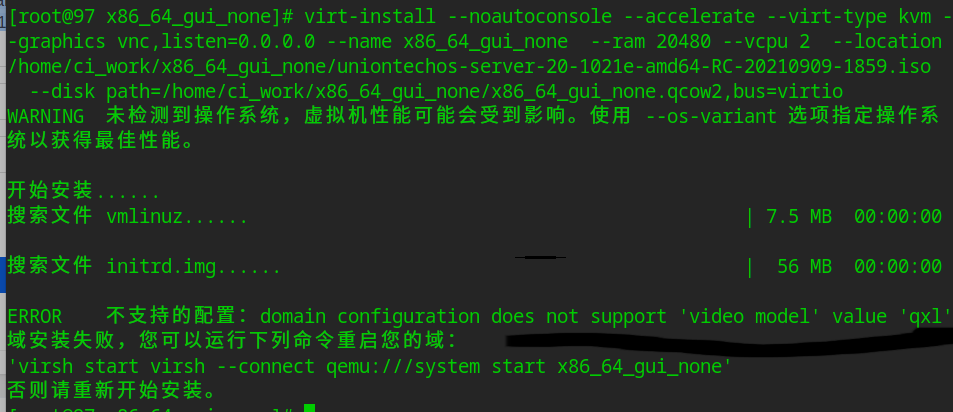 [root@97 x86_64_gui_none]# virt-install --noautoconsole --accelerate --virt-type kvm -
-graphics vnc,listen=0.0.0.0 --name x86_64_gui_none  --ram 20480 --vcpu 2  --location
/home/ci_work/x86_64_gui_none/uniontechos-server-20-1021e-amd64-RC-20210909-1859.iso
  --disk path=/home/ci_work/x86_64_gui_none/x86_64_gui_none.qcow2,bus=virtio
WARNING  未检测到操作系统，虚拟机性能可能会受到影响。使用 --os-variant 选项指定操作系
统以获得最佳性能。
开始安装......
搜索文件 vmlinuz......                                              | 7.5 MB  00:00:00
搜索文件 initrd.img......                                           |  56 MB  00:00:00
ERROR    不支持的配置：domain configuration does not support 'video model' value 'qxl'
域安装失败，您可以运行下列命令重启您的域：
'virsh start virsh --connect qemu:///system start x86_64_gui_none'
否则请重新开始安装。